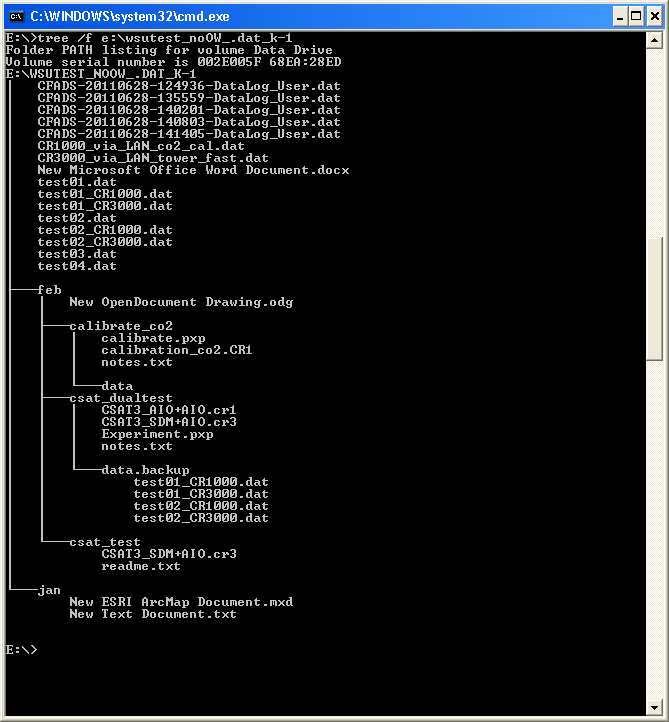 C:\WINDOWS\system32\cmd.exe
E:\>tree /f e:\wsutest_noOW_.dat_k-1
Folder PATH listing for volume Data Drive
Volume serial number is 002E005F 68EA:28ED
E:\WSUTEST_NOOW_.DAT_K-1
CFADS-20110628-124936-DataLog_User.dat
CFADS-20110628-135559-DataLog_User.dat
CFADS-20110628-140201-DataLog_User.dat
CFADS-20110628-140803-DataLog_User.dat
CFADS-20110628-141405-DataLog_User.dat
CR1000_via_LAN_co2_cal.dat
CR3000_via_LAN_tower_fast.dat
New Microsoft Office Word Document.docx
test01.dat
test01_CR1000.dat
test01_CR3000.dat
test02.dat
test02_CR1000.dat
test02_CR3000.dat
test03.dat
test04.dat
feb
New OpenDocument Drawing.odg
calibrate_co2
calibrate.pxp
calibration_co2.CR1
notes.txt
data
csat_dualtest
CSAT3_AIO+AIO.cr1
CSAT3_SDM+AIO.cr3
Experiment.pxp
notes.txt
data.backup
test01_CR1000.dat
test01_CR3000.dat
test02_CR1000.dat
test02_CR3000.dat
csat_test
CSAT3_SDM+AIO.cr3
readme.txt
jan
New ESRI ArcMap Document.mxd
New Text Document.txt
E:\>